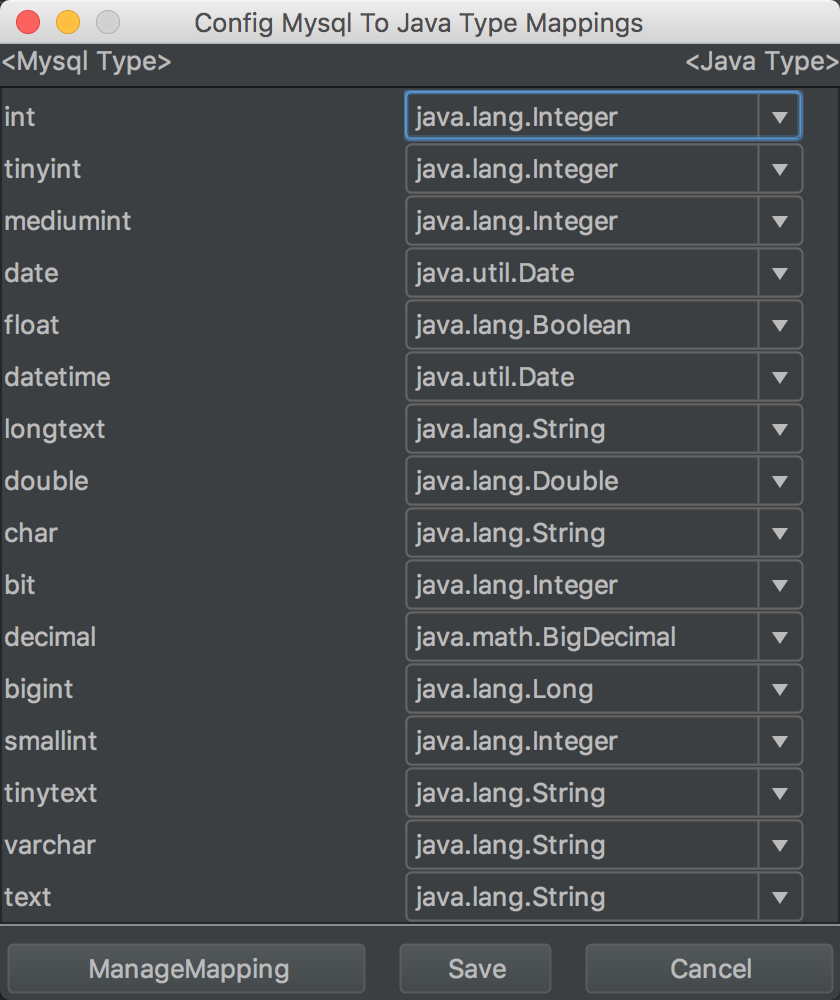 Config Mysql To Java Type Mappings
<Mysql Type> <Java Type>
int java.lang.Integer
tinyint java.lang.Integer
mediumint java.lang.Integer
date java.util.Date
float java.lang.Boolean
datetime java.util.Date
longtext java.lang.String
double java.lang.Double
char java.lang.String
bit java.lang.Integer
decimal java.math.BigDecimal
bigint java.lang.Long
smallint java.lang.Integer
tinytext java.lang.String
varchar java.lang.String
text java.lang.String
ManageMapping Save Cancel